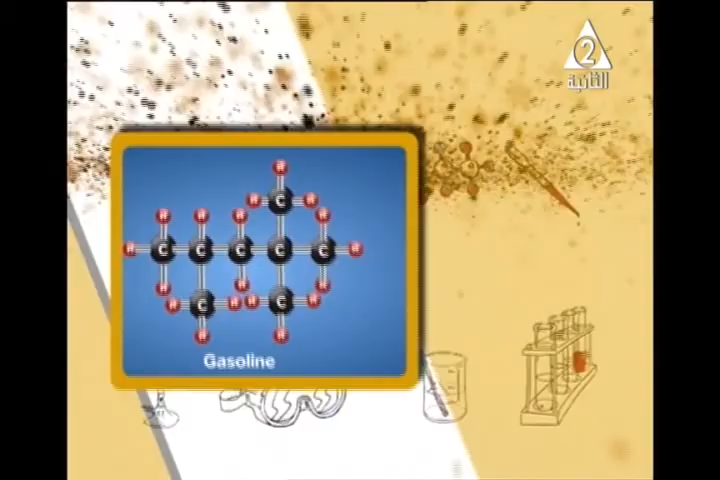 2
الثانية
H
H C H
H H H H
H C C C C C H
H H H
H C H H C H
H H
Gasoline